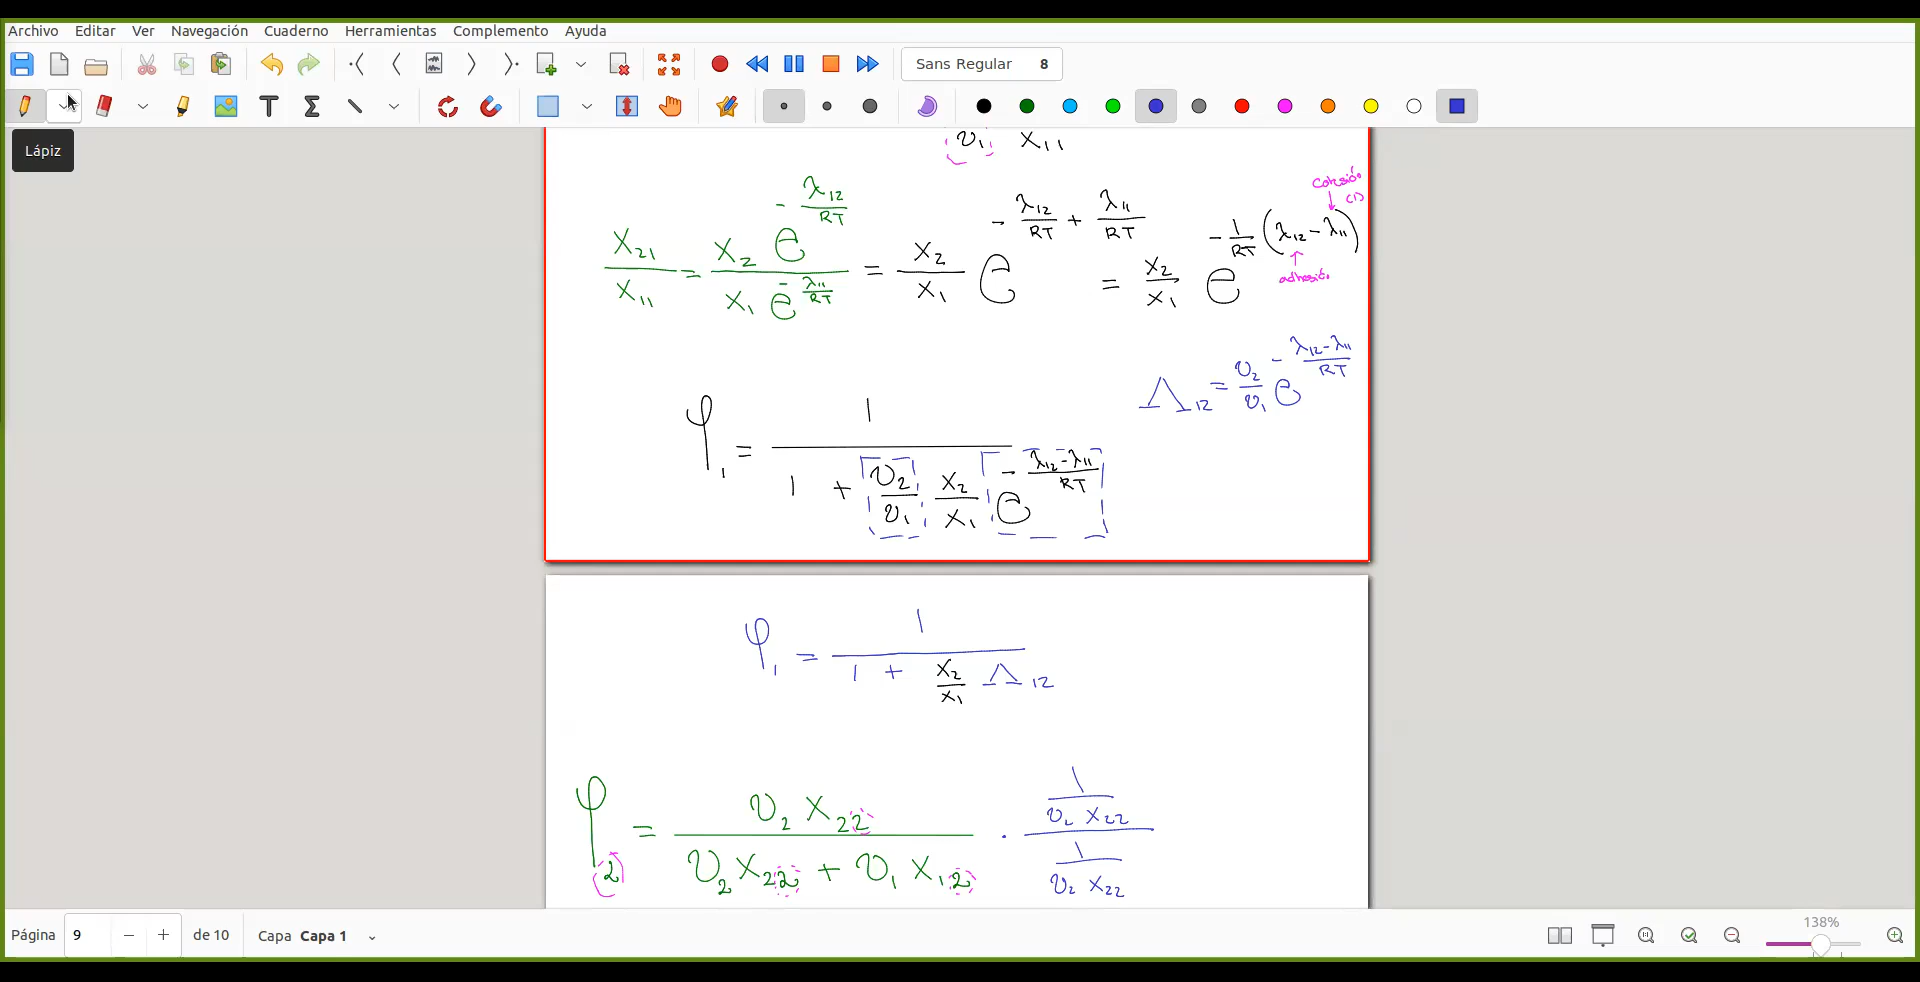 Archivo Editar Ver Navegación Cuaderno Herramientas Complemento Ayuda
Sans Regular 8
Lápiz
υ₁ x₁₁
x₂₁/x₁₁ = x₂ e^(-λ₁₂/RT) / x₁ e^(-λ₁₁/RT) = x₂/x₁ e^(-λ₁₂/RT + λ₁₁/RT) = x₂/x₁ e^(-1/RT (λ₁₂ - λ₁₁))
Cohesión (1)
adhesión
Λ₁₂ = υ₂/υ₁ e^(-(λ₁₂-λ₁₁)/RT)
φ₁ = 1 / (1 + υ₂/υ₁ x₂/x₁ e^(-(λ₁₂-λ₁₁)/RT))
φ₁ = 1 / (1 + x₂/x₁ Λ₁₂)
φ₂ = υ₂ x₂₂ / (υ₂ x₂₂ + υ₁ x₁₂) · (1/(υ₂ x₂₂)) / (1/(υ₂ x₂₂))
Página 9 de 10 Capa Capa 1 138%